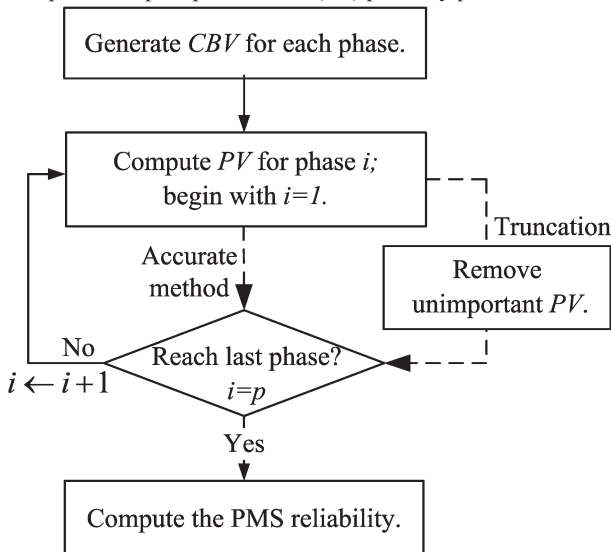 Generate CBV for each phase.
Compute PV for phase i;
begin with i=1.
Truncation
Accurate
method
Remove
unimportant PV.
No
Reach last phase?
i=p
i ← i+1
Yes
Compute the PMS reliability.